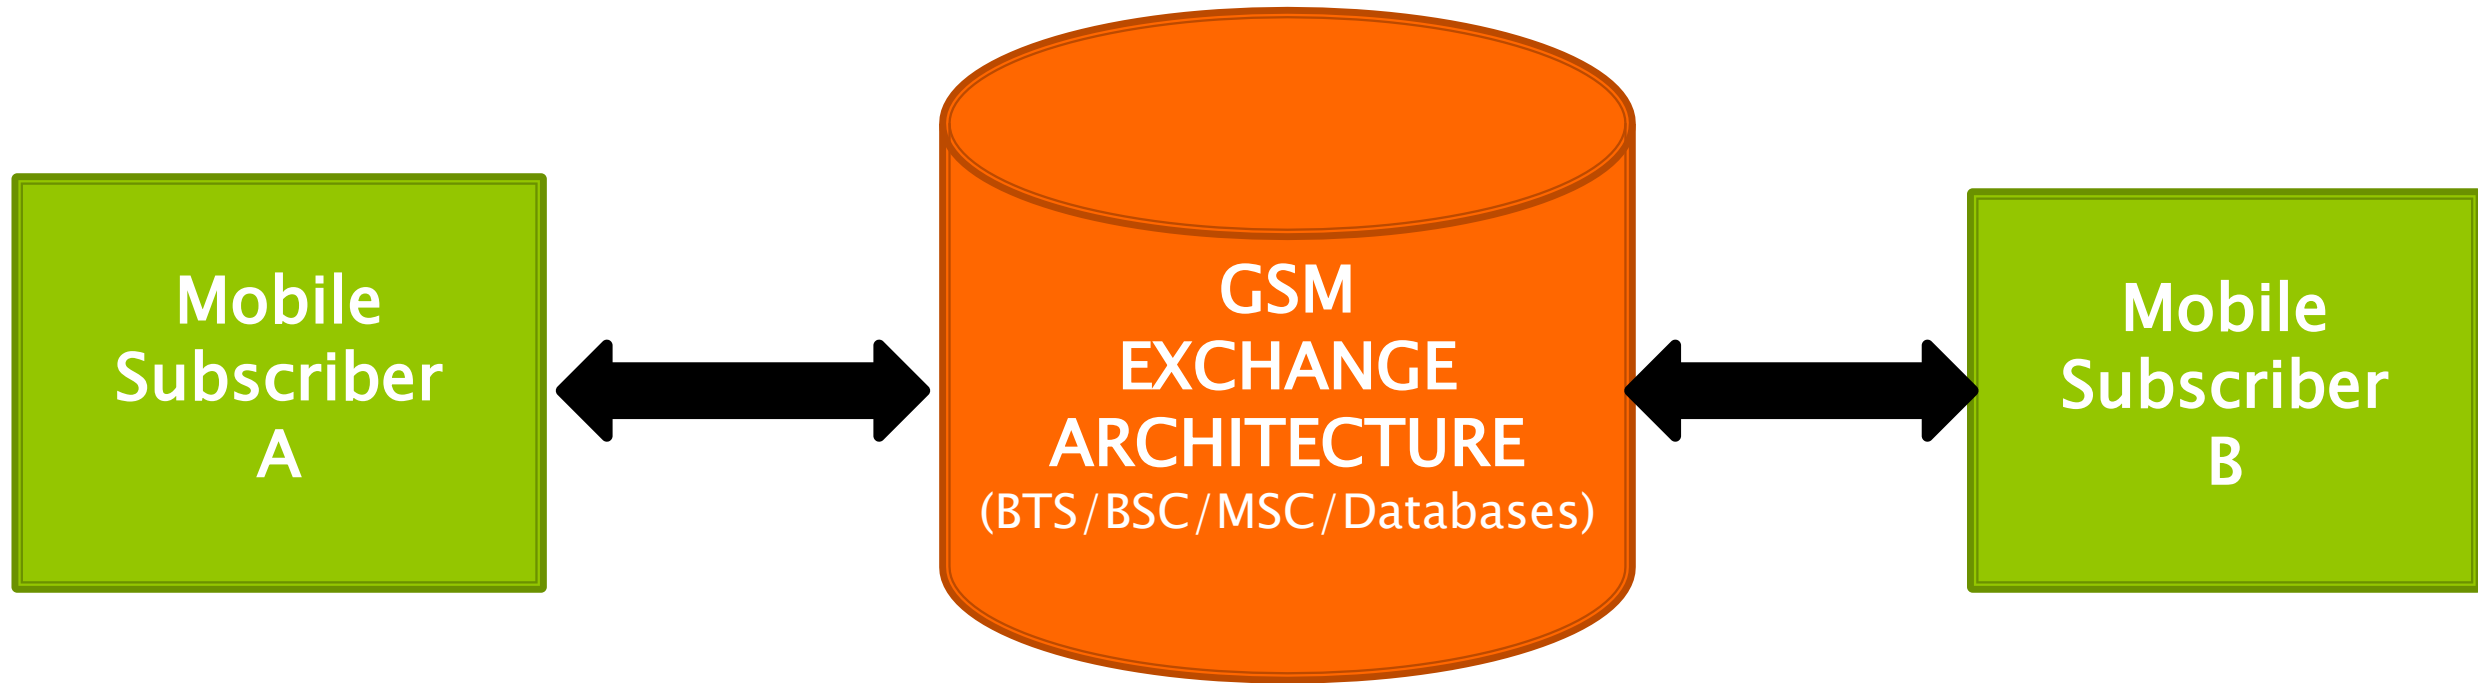 Mobile
Subscriber
A
GSM
EXCHANGE
ARCHITECTURE
(BTS/BSC/MSC/Databases)
Mobile
Subscriber
B